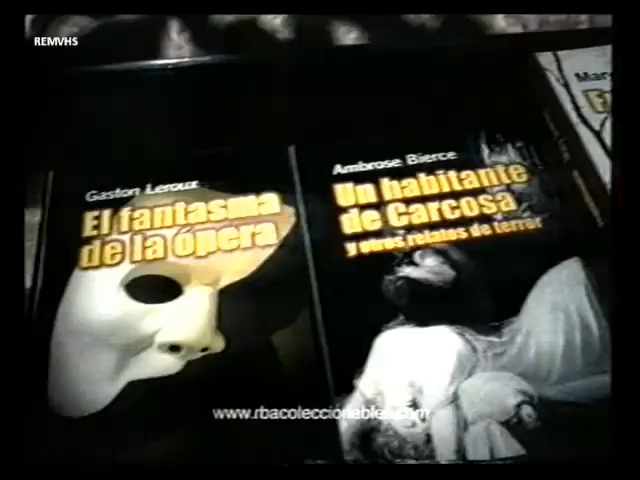 REMVHS
Gaston Leroux
El fantasma
de la ópera
Ambrose Bierce
Un habitante
de Carcosa
y otros relatos de terror
Mary
www.rbacoleccionables.com